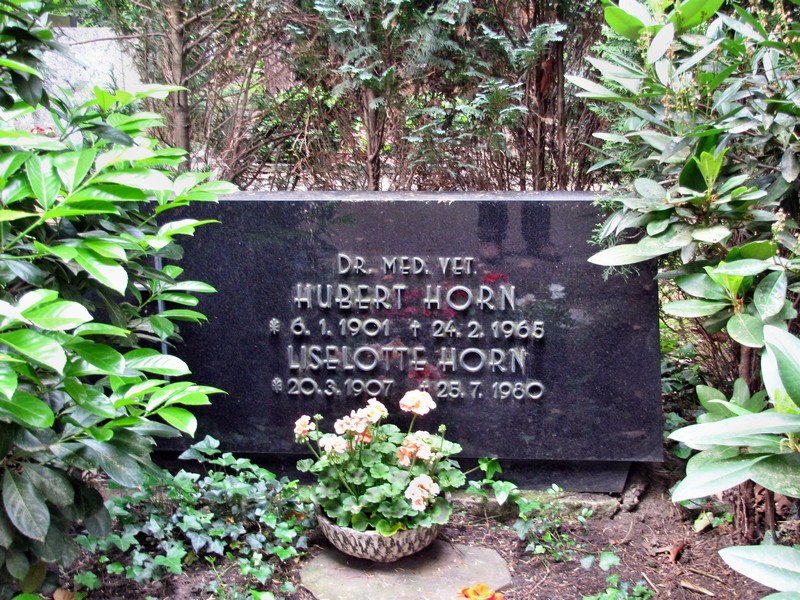 DR. MED. VET.
HUBERT HORN
* 6. 1. 1901 † 24. 2. 1965
LISELOTTE HORN
* 20. 3. 1907 † 25. 7. 1980